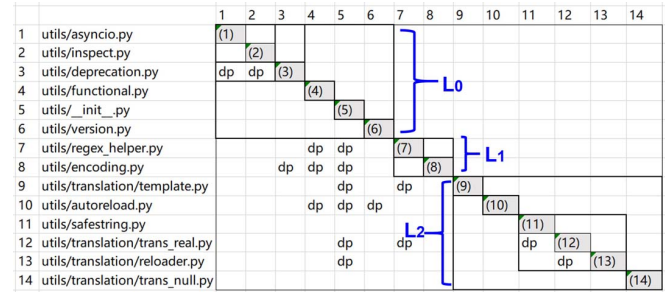 1 2 3 4 5 6 7 8 9 10 11 12 13 14
1 utils/asyncio.py (1)
2 utils/inspect.py (2)
3 utils/deprecation.py dp dp (3)
4 utils/functional.py (4) L0
5 utils/__init__.py (5)
6 utils/version.py (6)
7 utils/regex_helper.py dp dp (7) L1
8 utils/encoding.py dp dp dp (8)
9 utils/translation/template.py dp dp (9)
10 utils/autoreload.py dp dp dp (10)
11 utils/safestring.py L2 (11)
12 utils/translation/trans_real.py dp dp dp (12)
13 utils/translation/reloader.py dp dp (13)
14 utils/translation/trans_null.py (14)